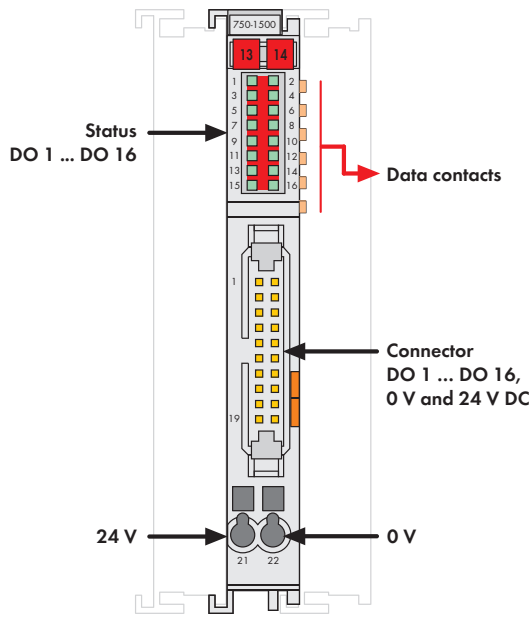 750-1500
13 14
1 2
3 4
5 6
7 8
9 10
11 12
13 14
15 16
Status
DO 1 ... DO 16
Data contacts
1
Connector
DO 1 ... DO 16,
0 V and 24 V DC
19
24 V
0 V
21 22